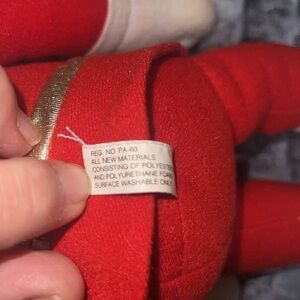 REG. NO. PA-60
ALL NEW MATERIALS
CONSISTING OF POLYESTER
AND POLYURETHANE FOAM
SURFACE WASHABLE ONLY